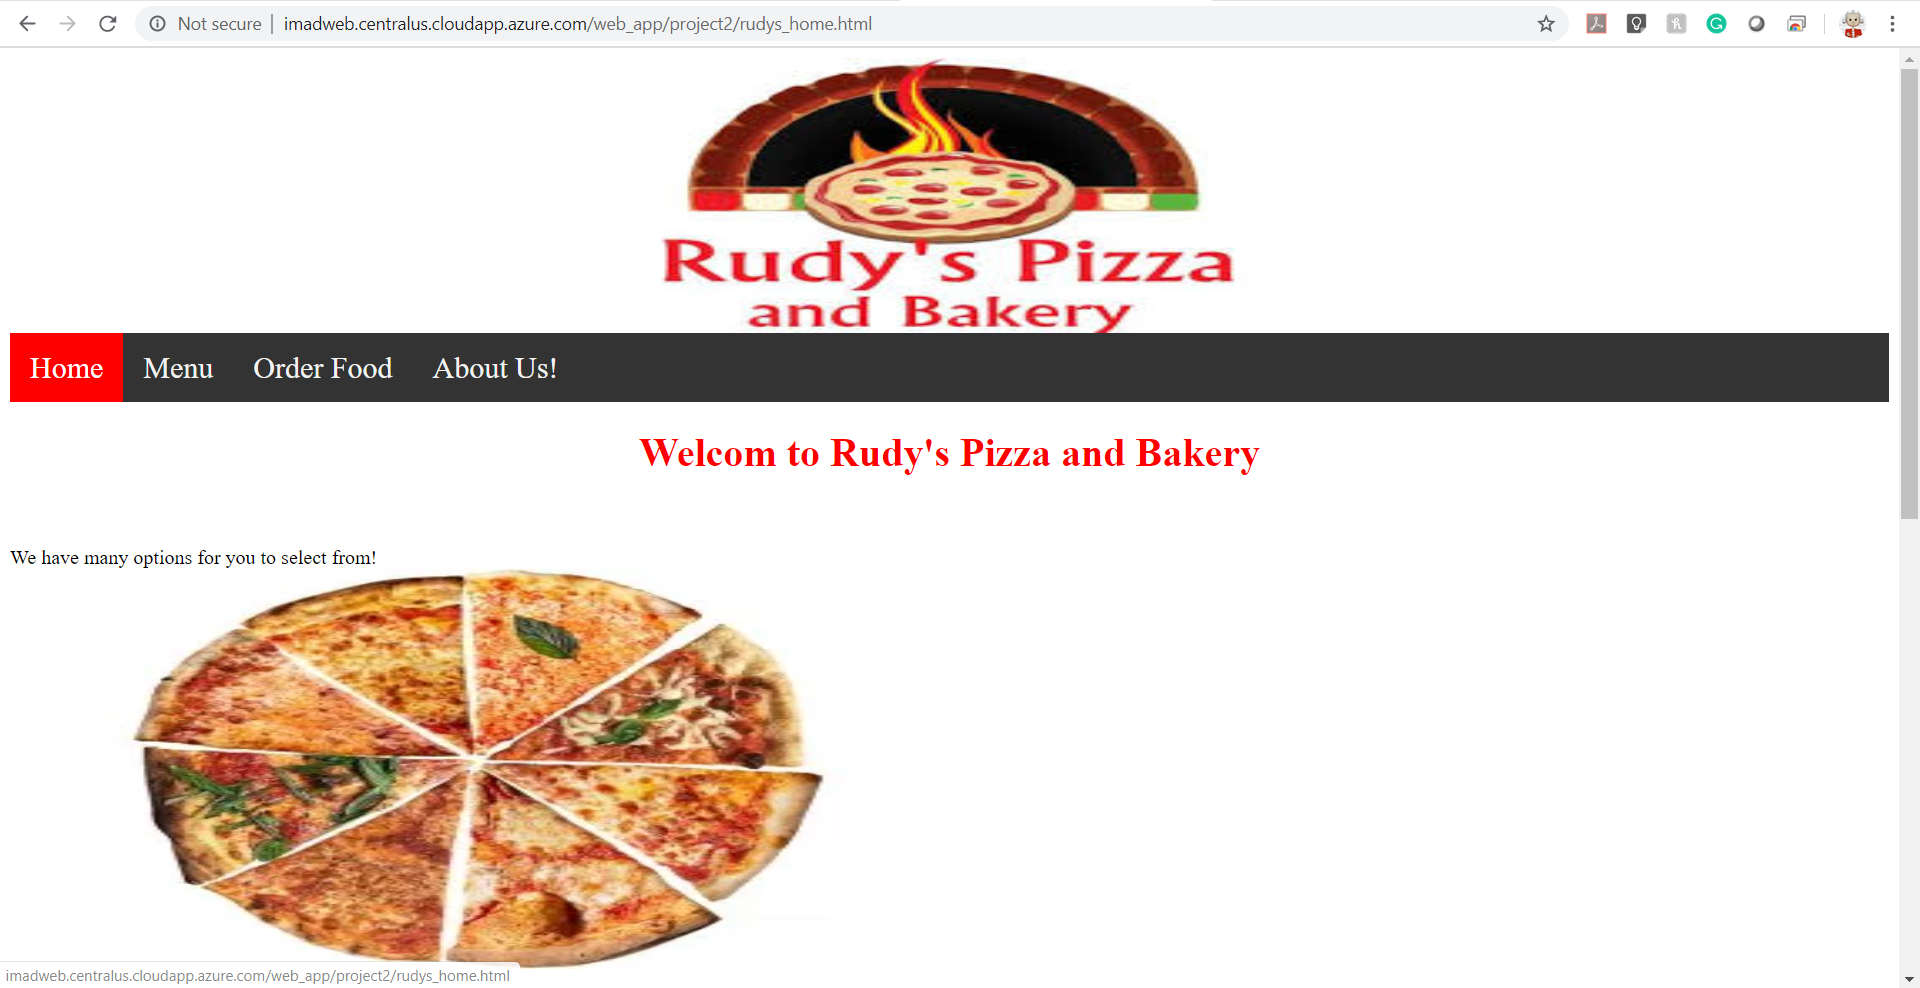 Not secure | imadweb.centralus.cloudapp.azure.com/web_app/project2/rudys_home.html
Rudy's Pizza
and Bakery
Home Menu Order Food About Us!
Welcom to Rudy's Pizza and Bakery
We have many options for you to select from!
imadweb.centralus.cloudapp.azure.com/web_app/project2/rudys_home.html